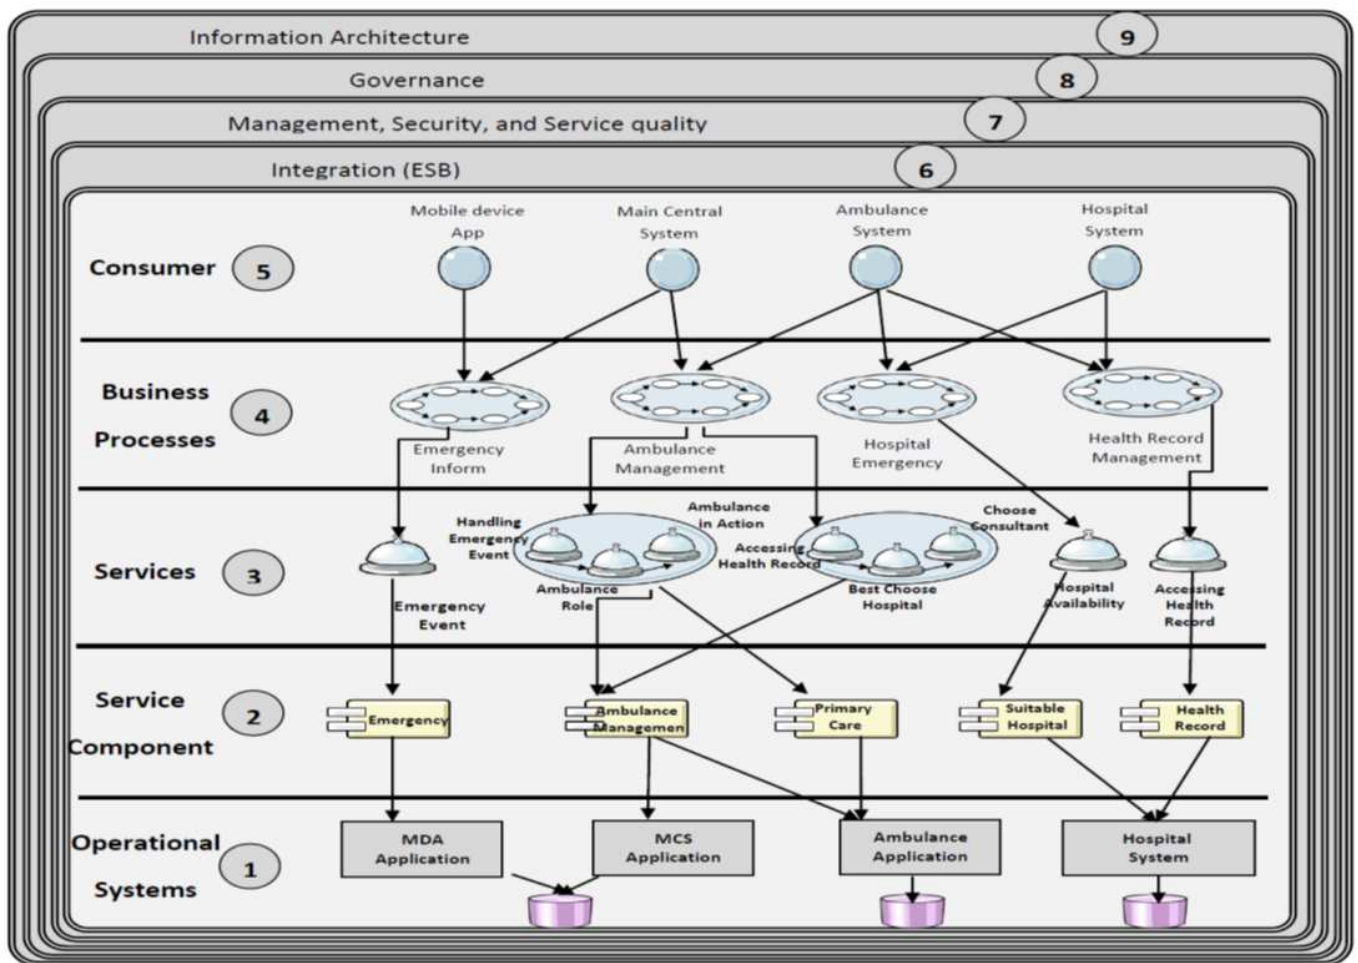 Information Architecture 9
Governance 8
Management, Security, and Service quality 7
Integration (ESB) 6
Mobile device
App
Main Central
System
Ambulance
System
Hospital
System
Consumer 5
Business
Processes
4
Emergency
Inform
Ambulance
Management
Hospital
Emergency
Health Record
Management
Services 3
Handling
Emergency
Event
Ambulance
in Action
Ambulance
Role
Accessing
Health Record
Choose
Consultant
Best Choose
Hospital
Emergency
Event
Hospital
Availability
Accessing
Health
Record
Service
Component
2
Emergency
Ambulance
Managemen
Primary
Care
Suitable
Hospital
Health
Record
Operational
Systems
1
MDA
Application
MCS
Application
Ambulance
Application
Hospital
System